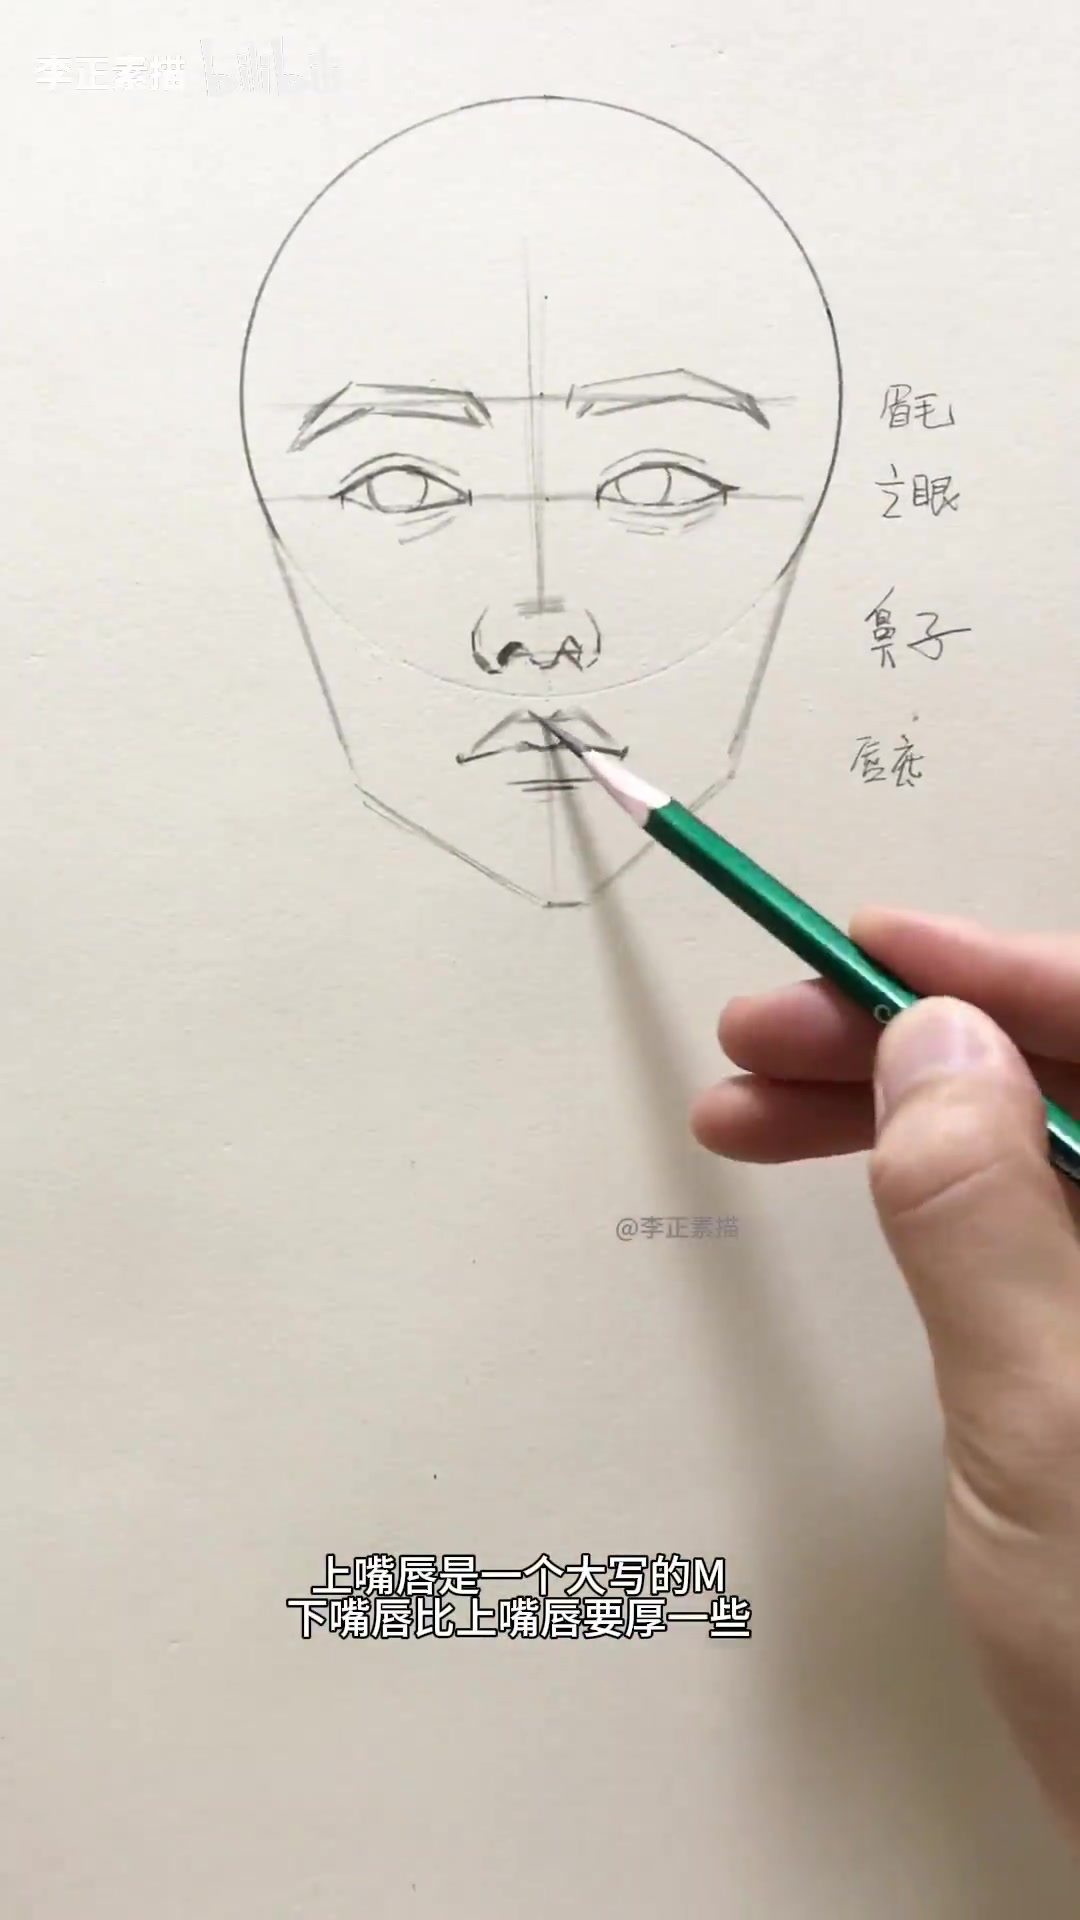 李正素描 bilibili
眉毛
立眼
鼻子
唇底
@李正素描
上嘴唇是一个大写的M
下嘴唇比上嘴唇要厚一些